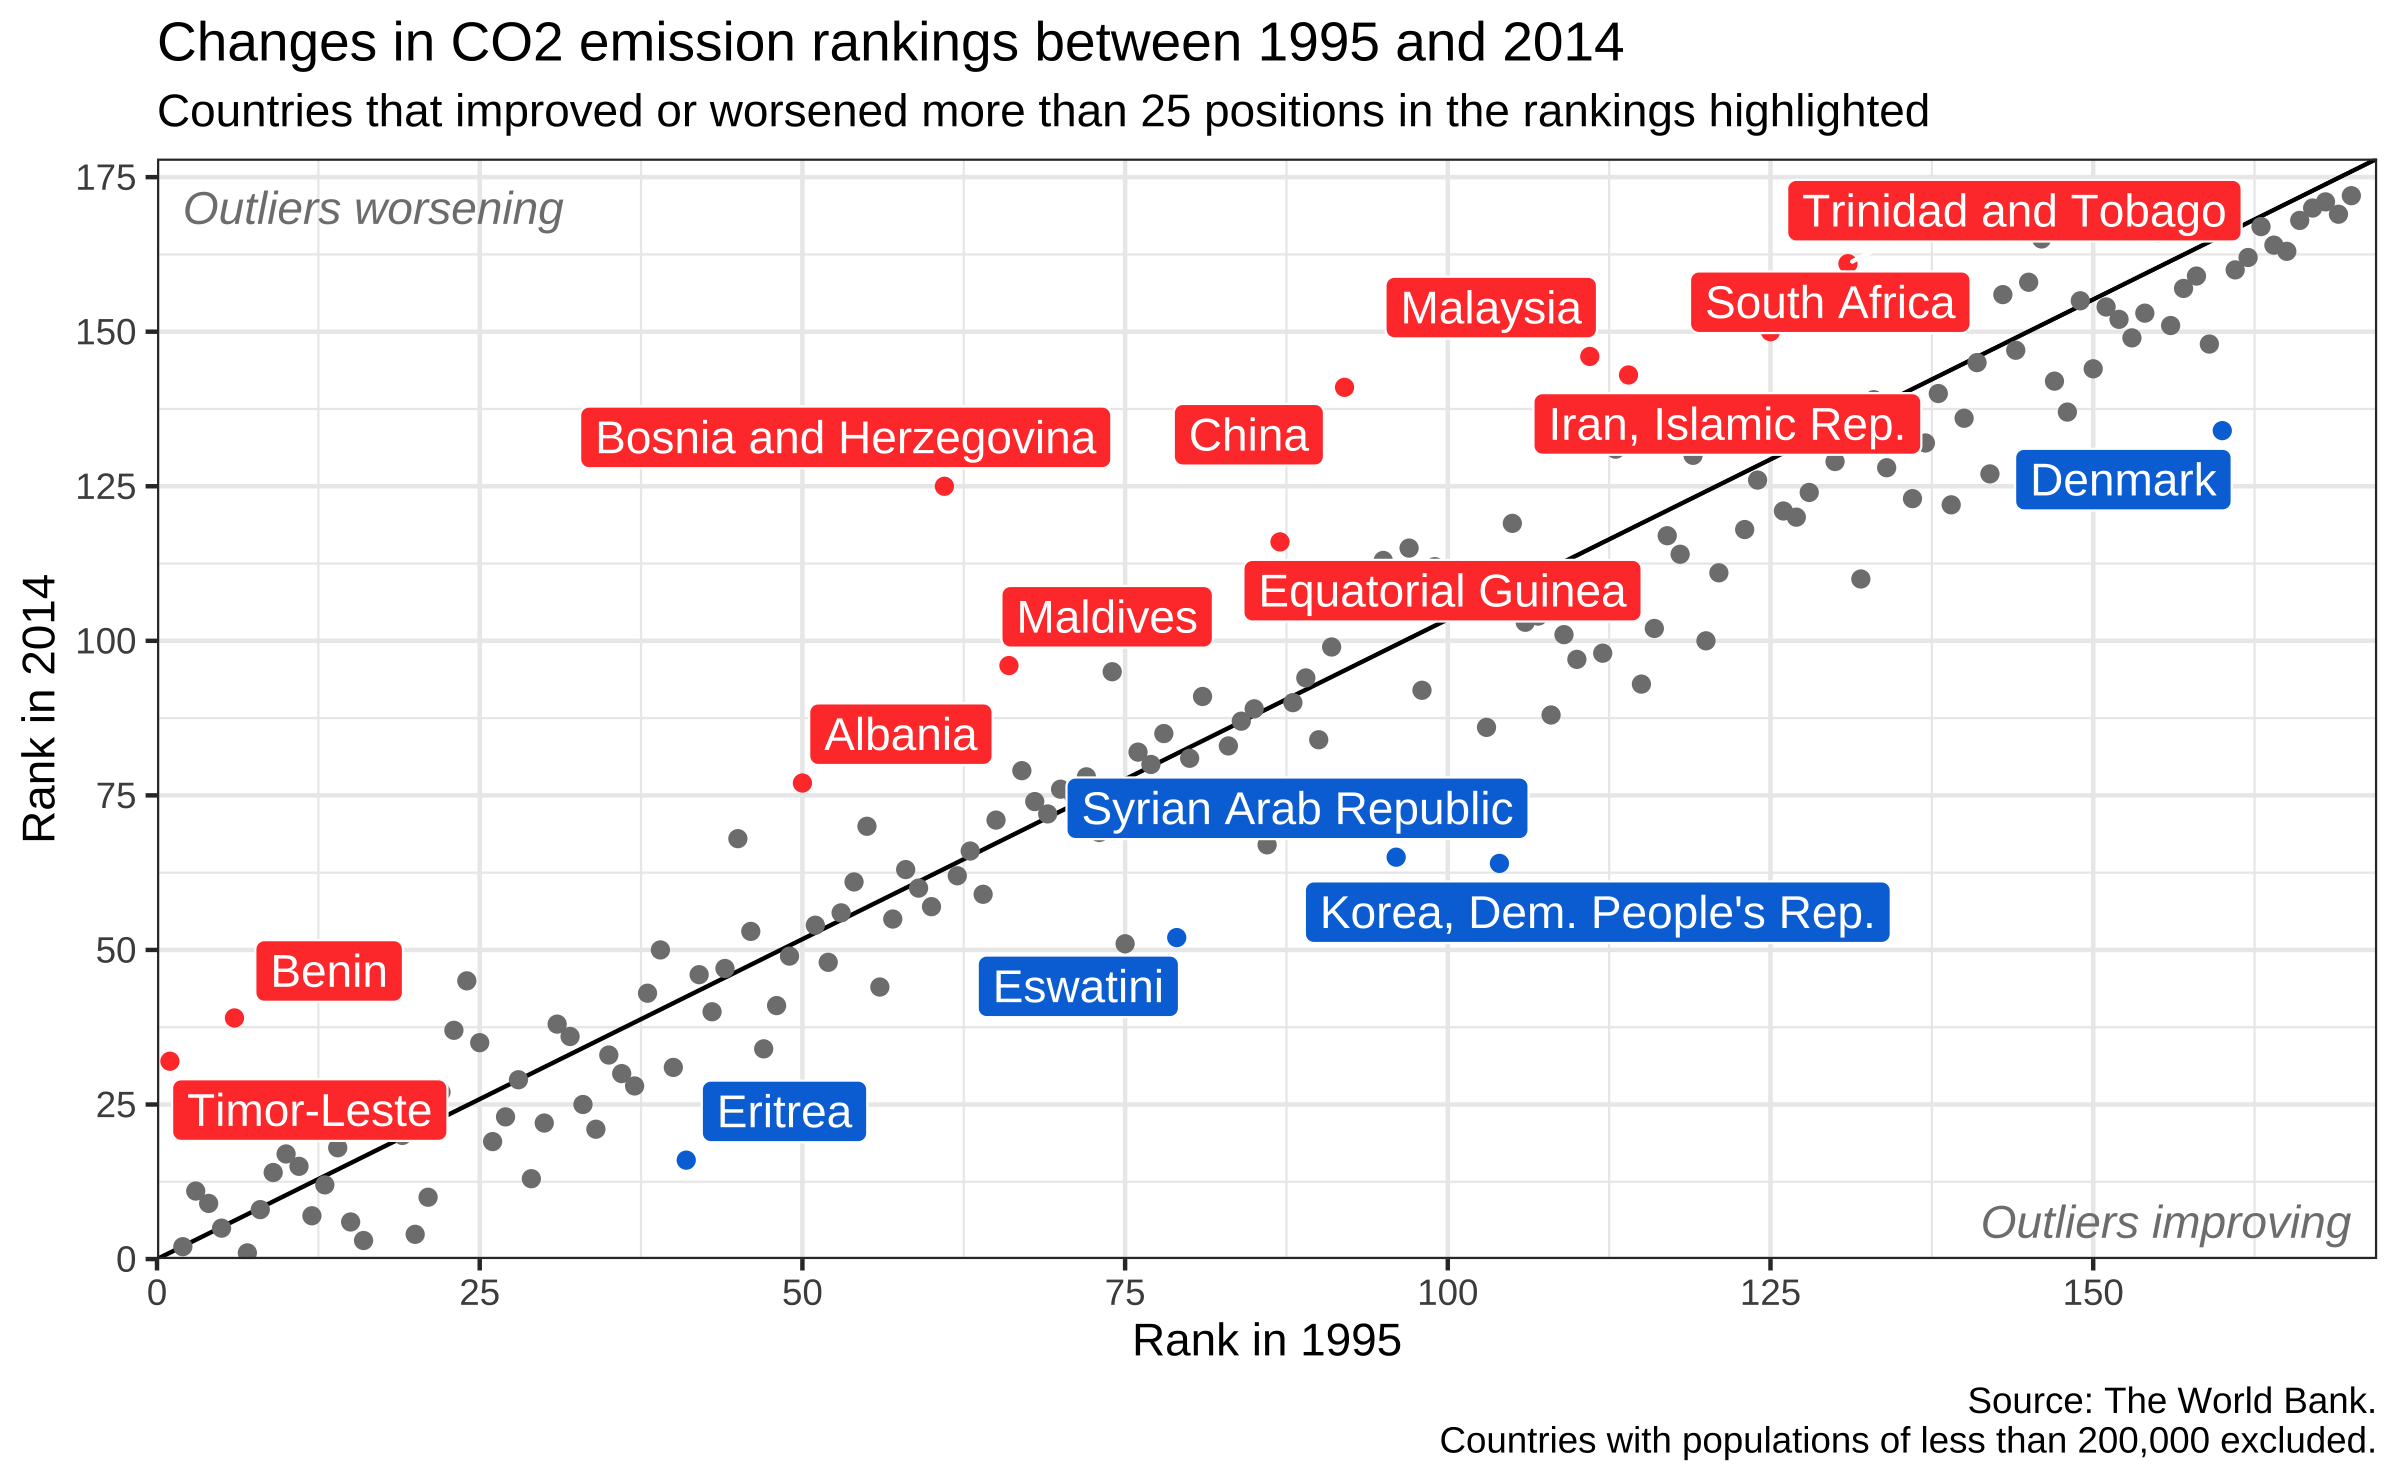 Changes in CO2 emission rankings between 1995 and 2014
Countries that improved or worsened more than 25 positions in the rankings highlighted
175
Outliers worsening
Trinidad and Tobago
South Africa
Malaysia
150
Iran, Islamic Rep.
China
Bosnia and Herzegovina
Denmark
125
Equatorial Guinea
Maldives
100
Rank in 2014
Albania
75
Syrian Arab Republic
Korea, Dem. People's Rep.
50
Benin
Eswatini
25
Timor-Leste
Eritrea
Outliers improving
0
0 25 50 75 100 125 150
Rank in 1995
Source: The World Bank.
Countries with populations of less than 200,000 excluded.